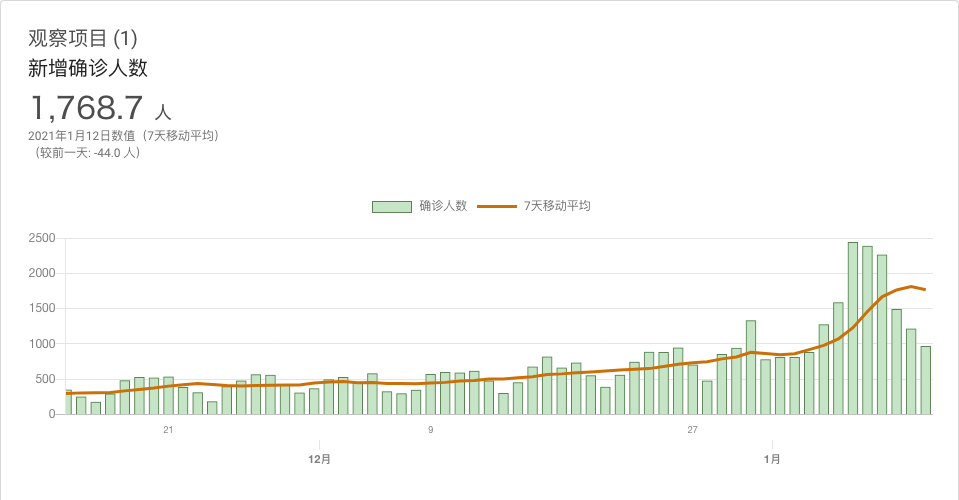 观察项目 (1)
新增确诊人数
1,768.7 人
2021年1月12日数值（7天移动平均）
（较前一天: -44.0 人）
确诊人数 7天移动平均
2500
2000
1500
1000
500
0
21 9 27
12月 1月